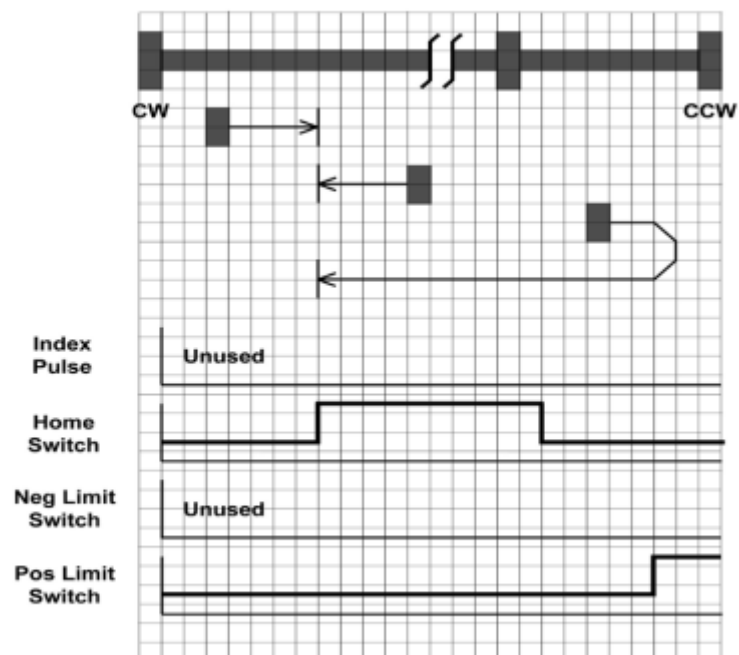 CW
CCW
Index
Pulse
Unused
Home
Switch
Neg Limit
Switch
Unused
Pos Limit
Switch